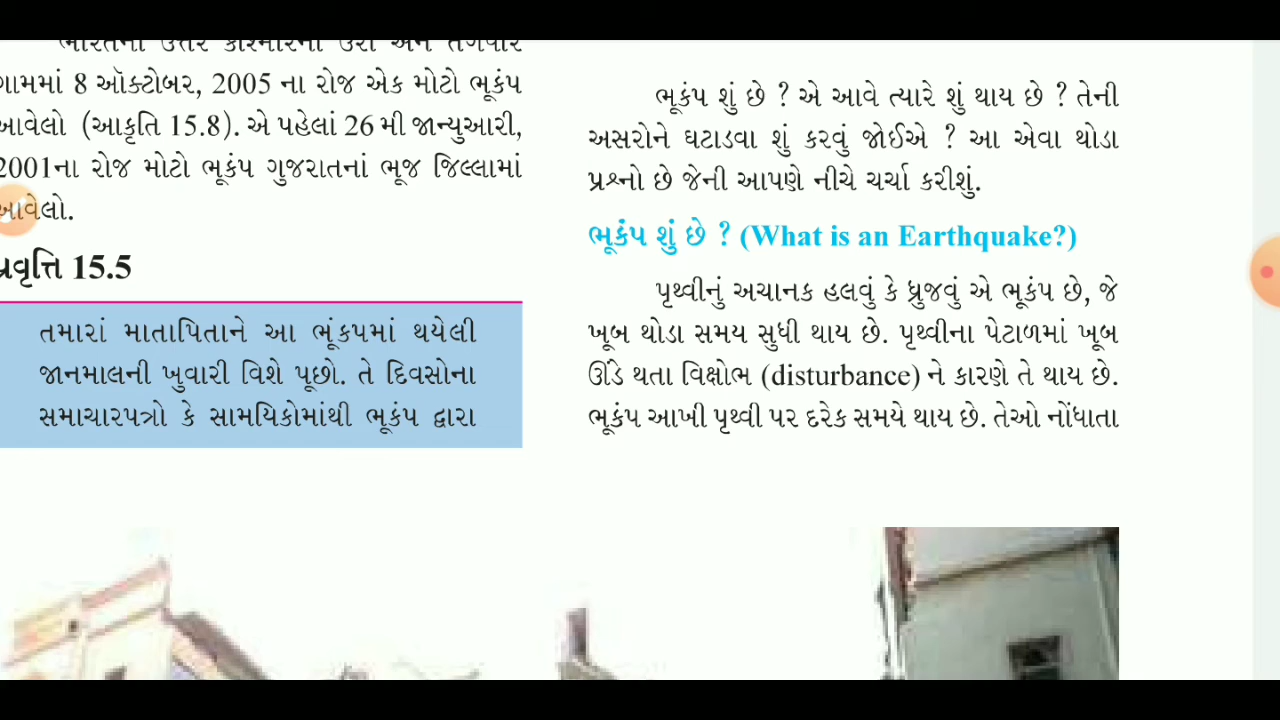 ગામમાં 8 ઑક્ટોબર, 2005 ના રોજ એક મોટો ભૂકંપ
આવેલો (આકૃતિ 15.8). એ પહેલાં 26 મી જાન્યુઆરી,
2001ના રોજ મોટો ભૂકંપ ગુજરાતનાં ભૂજ જિલ્લામાં
આવેલો.
પ્રવૃત્તિ 15.5
તમારાં માતાપિતાને આ ભૂંકપમાં થયેલી
જાનમાલની ખુવારી વિશે પૂછો. તે દિવસોના
સમાચારપત્રો કે સામયિકોમાંથી ભૂકંપ દ્વારા
ભૂકંપ શું છે ? એ આવે ત્યારે શું થાય છે ? તેની
અસરોને ઘટાડવા શું કરવું જોઈએ ? આ એવા થોડા
પ્રશ્નો છે જેની આપણે નીચે ચર્ચા કરીશું.
ભૂકંપ શું છે ? (What is an Earthquake?)
પૃથ્વીનું અચાનક હલવું કે ધ્રુજવું એ ભૂકંપ છે, જે
ખૂબ થોડા સમય સુધી થાય છે. પૃથ્વીના પેટાળમાં ખૂબ
ઊંડે થતા વિક્ષોભ (disturbance) ને કારણે તે થાય છે.
ભૂકંપ આખી પૃથ્વી પર દરેક સમયે થાય છે. તેઓ નોંધાતા